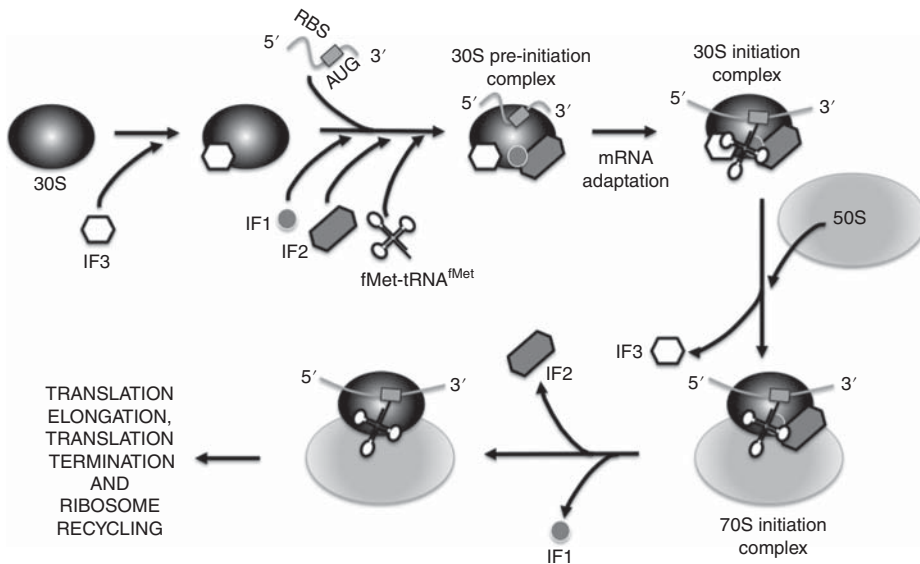 RBS
5′
AUG
3′
30S pre-initiation
complex
5′
3′
30S initiation
complex
5′
3′
30S
IF3
IF1
IF2
fMet-tRNAᶠᴹᵉᵗ
mRNA
adaptation
50S
IF3
IF2
5′
3′
5′
3′
TRANSLATION
ELONGATION,
TRANSLATION
TERMINATION
AND
RIBOSOME
RECYCLING
IF1
70S initiation
complex